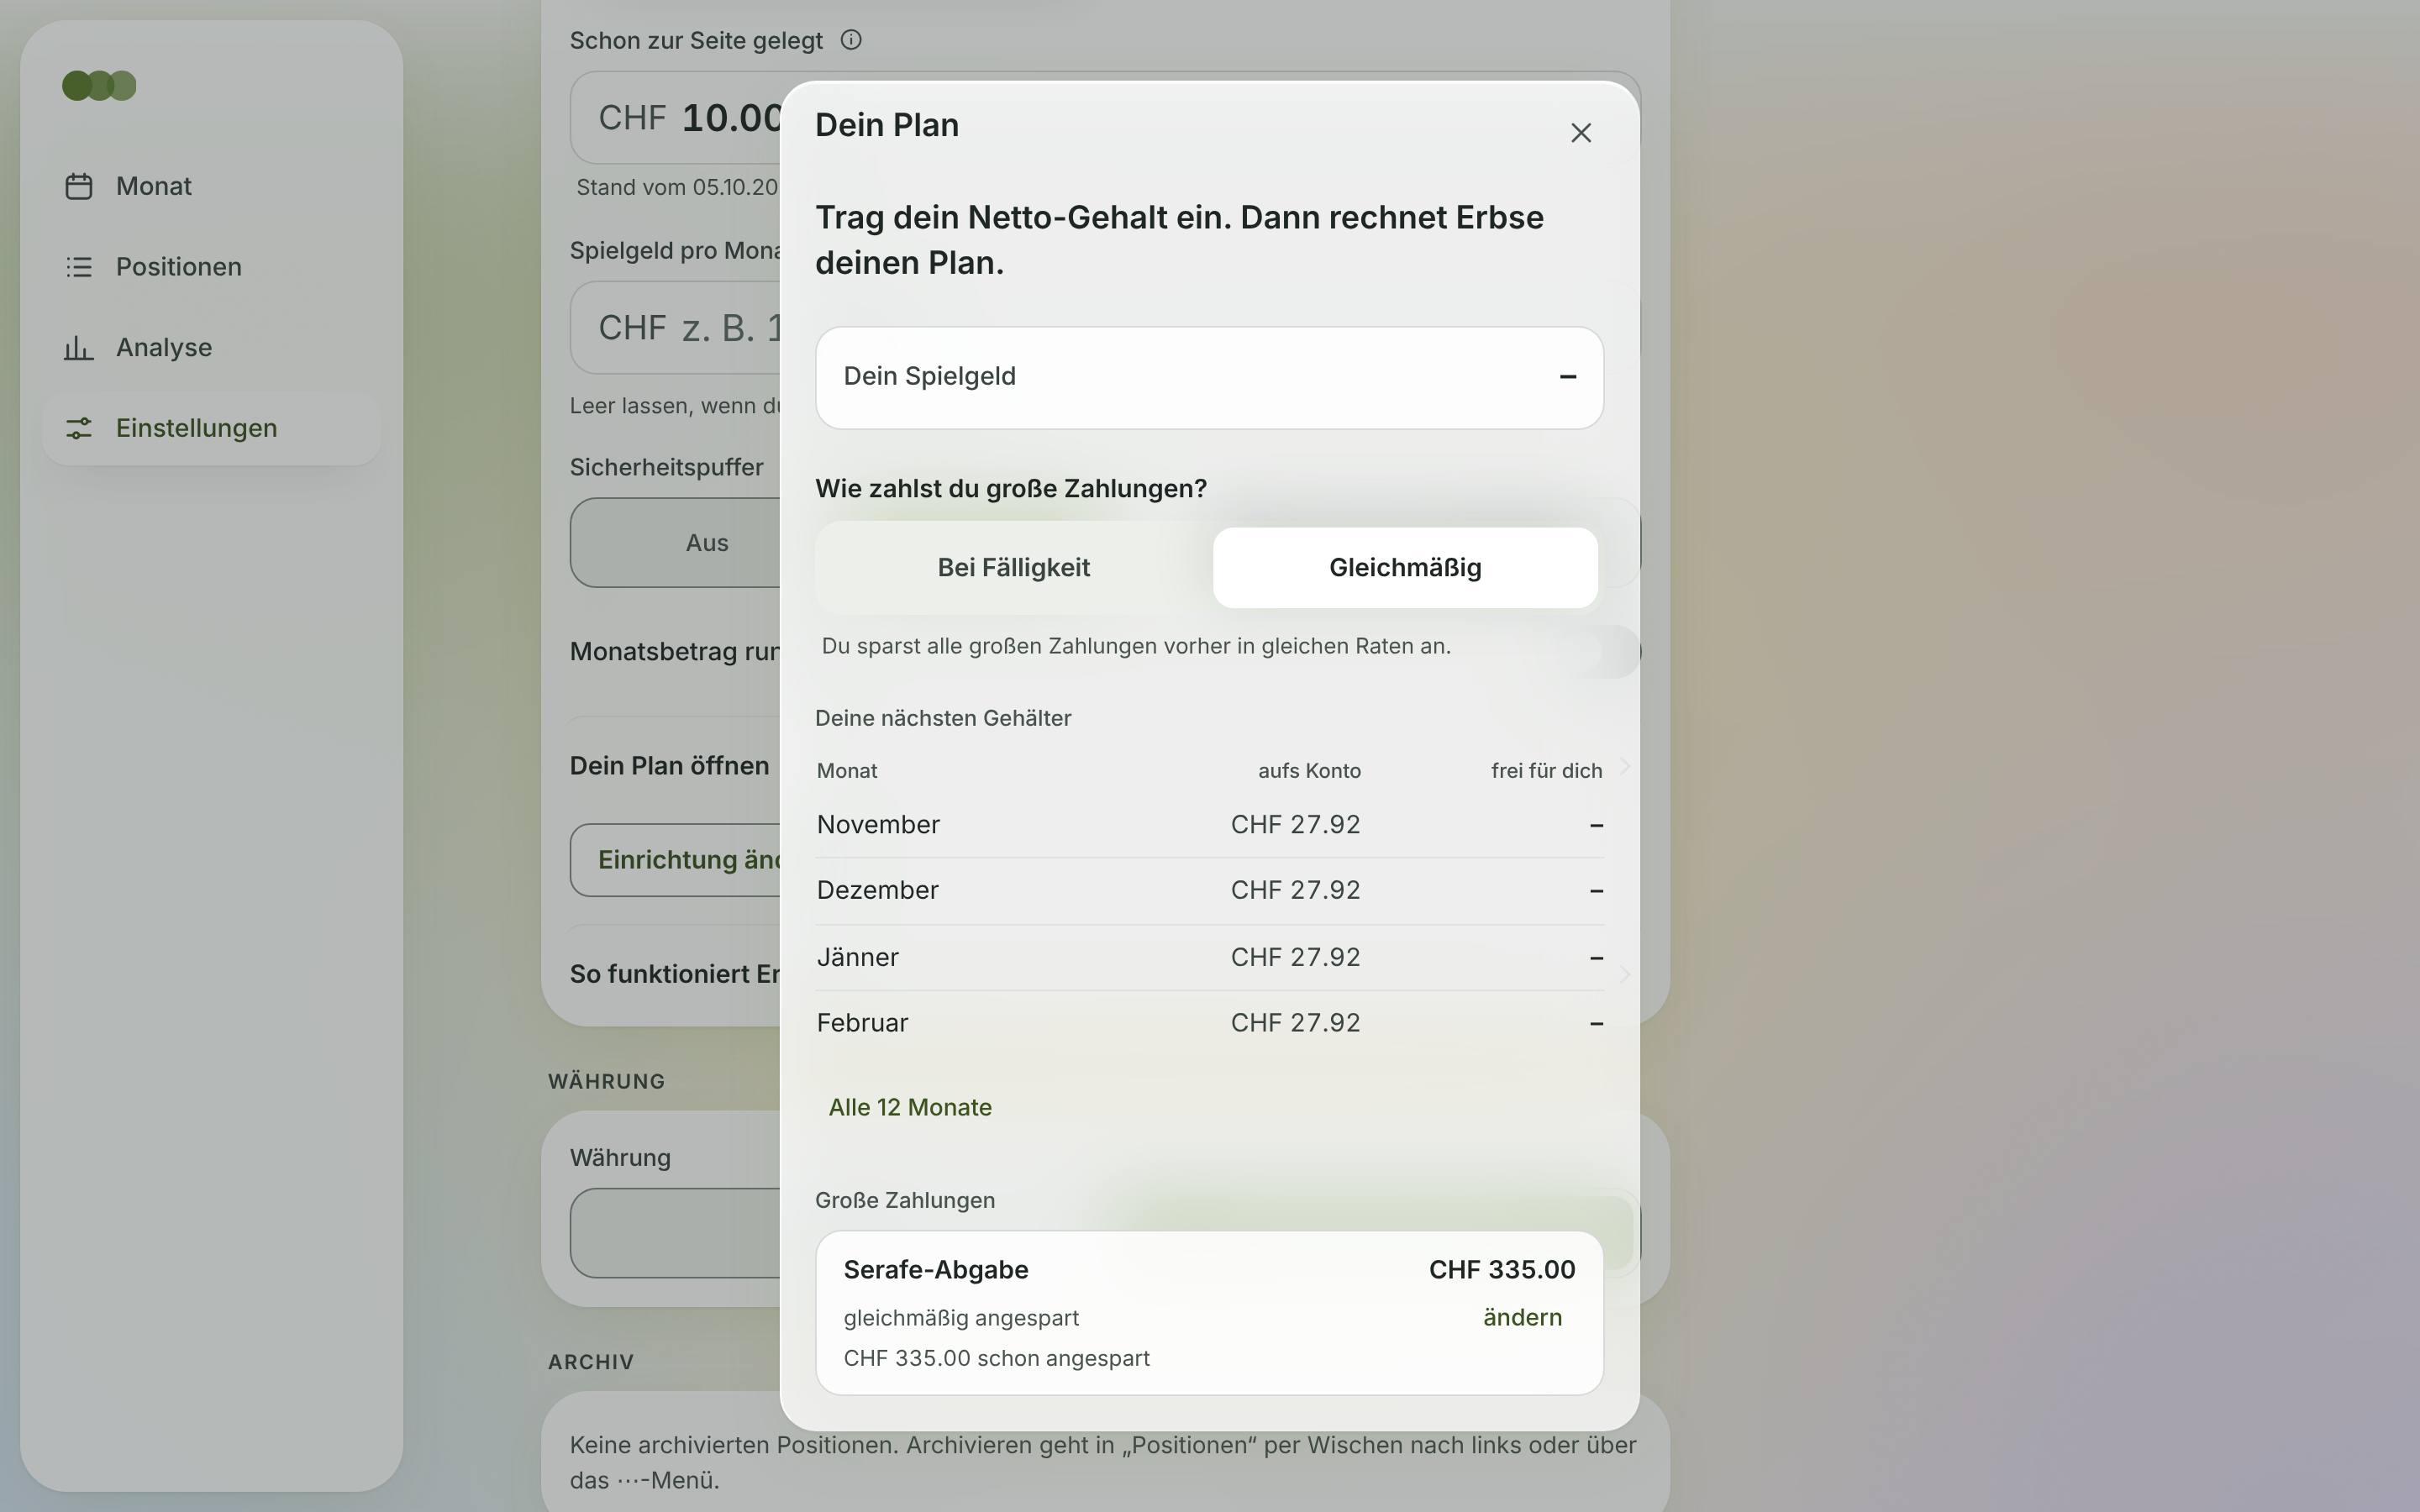 Monat
Positionen
Analyse
Einstellungen
Schon zur Seite gelegt
CHF 10.00
Stand vom 05.10.20
Spielgeld pro Mona
CHF z. B. 1
Leer lassen, wenn du
Sicherheitspuffer
Aus
Monatsbetrag run
Dein Plan öffnen
Einrichtung änd
So funktioniert Er
WÄHRUNG
Währung
ARCHIV
Keine archivierten Positionen. Archivieren geht in „Positionen“ per Wischen nach links oder über
das ···-Menü.
Dein Plan
Trag dein Netto-Gehalt ein. Dann rechnet Erbse
deinen Plan.
Dein Spielgeld –
Wie zahlst du große Zahlungen?
Bei Fälligkeit Gleichmäßig
Du sparst alle großen Zahlungen vorher in gleichen Raten an.
Deine nächsten Gehälter
Monat aufs Konto frei für dich
November CHF 27.92 –
Dezember CHF 27.92 –
Jänner CHF 27.92 –
Februar CHF 27.92 –
Alle 12 Monate
Große Zahlungen
Serafe-Abgabe CHF 335.00
gleichmäßig angespart ändern
CHF 335.00 schon angespart